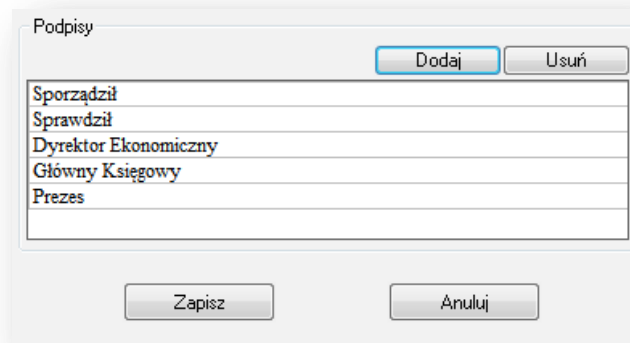 Podpisy
Dodaj Usuń
Sporządził
Sprawdził
Dyrektor Ekonomiczny
Główny Księgowy
Prezes
Zapisz Anuluj